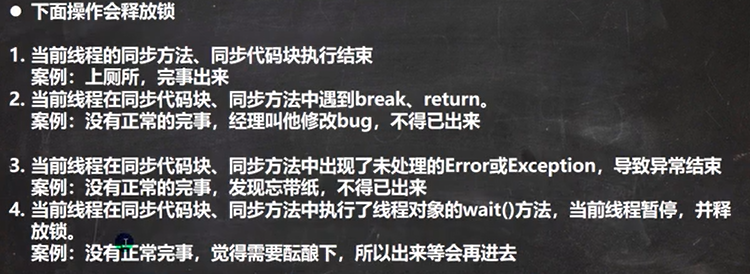 ● 下面操作会释放锁
1. 当前线程的同步方法、同步代码块执行结束
案例：上厕所，完事出来
2. 当前线程在同步代码块、同步方法中遇到break、return。
案例：没有正常的完事，经理叫他修改bug，不得已出来
3. 当前线程在同步代码块、同步方法中出现了未处理的Error或Exception，导致异常结束
案例：没有正常的完事，发现忘带纸，不得已出来
4. 当前线程在同步代码块、同步方法中执行了线程对象的wait()方法，当前线程暂停，并释
放锁。
案例：没有正常完事，觉得需要酝酿下，所以出来等会再进去